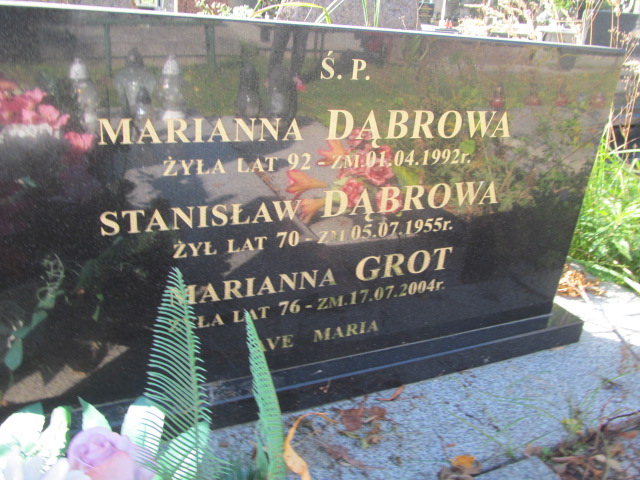 Ś. P.
MARIANNA DĄBROWA
ŻYŁA LAT 92 - ZM. 01.04.1992r.
STANISŁAW DĄBROWA
ŻYŁ LAT 70 - ZM 05.07.1955r.
MARIANNA GROT
ŻYŁA LAT 76 - ZM. 17.07.2004r.
AVE MARIA